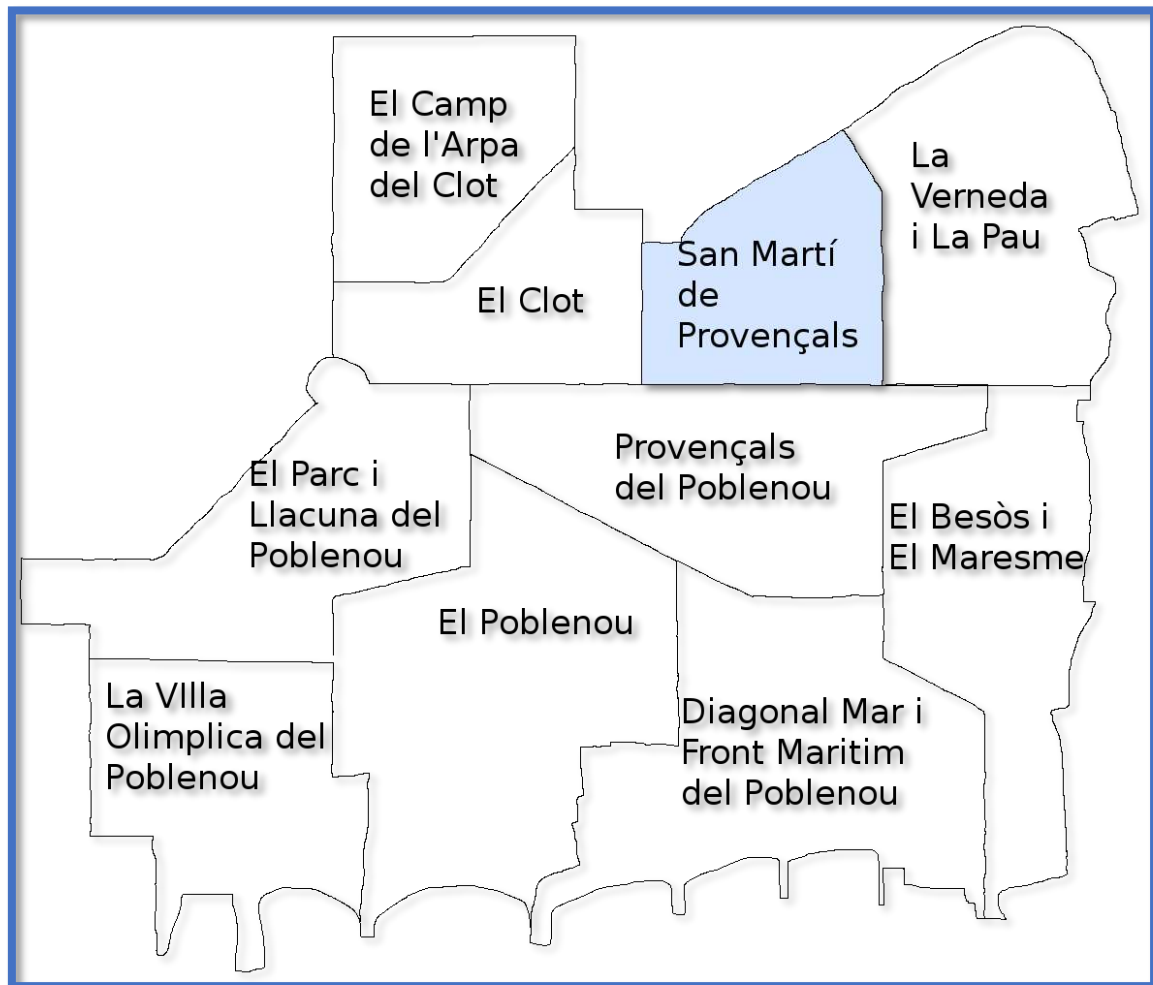 El Camp
de l'Arpa
del Clot
La
Verneda
i La Pau
San Martí
de
Provençals
El Clot
Provençals
del Poblenou
El Parc i
Llacuna del
Poblenou
El Besòs i
El Maresme
El Poblenou
La VIlla
Olimplica del
Poblenou
Diagonal Mar i
Front Maritim
del Poblenou